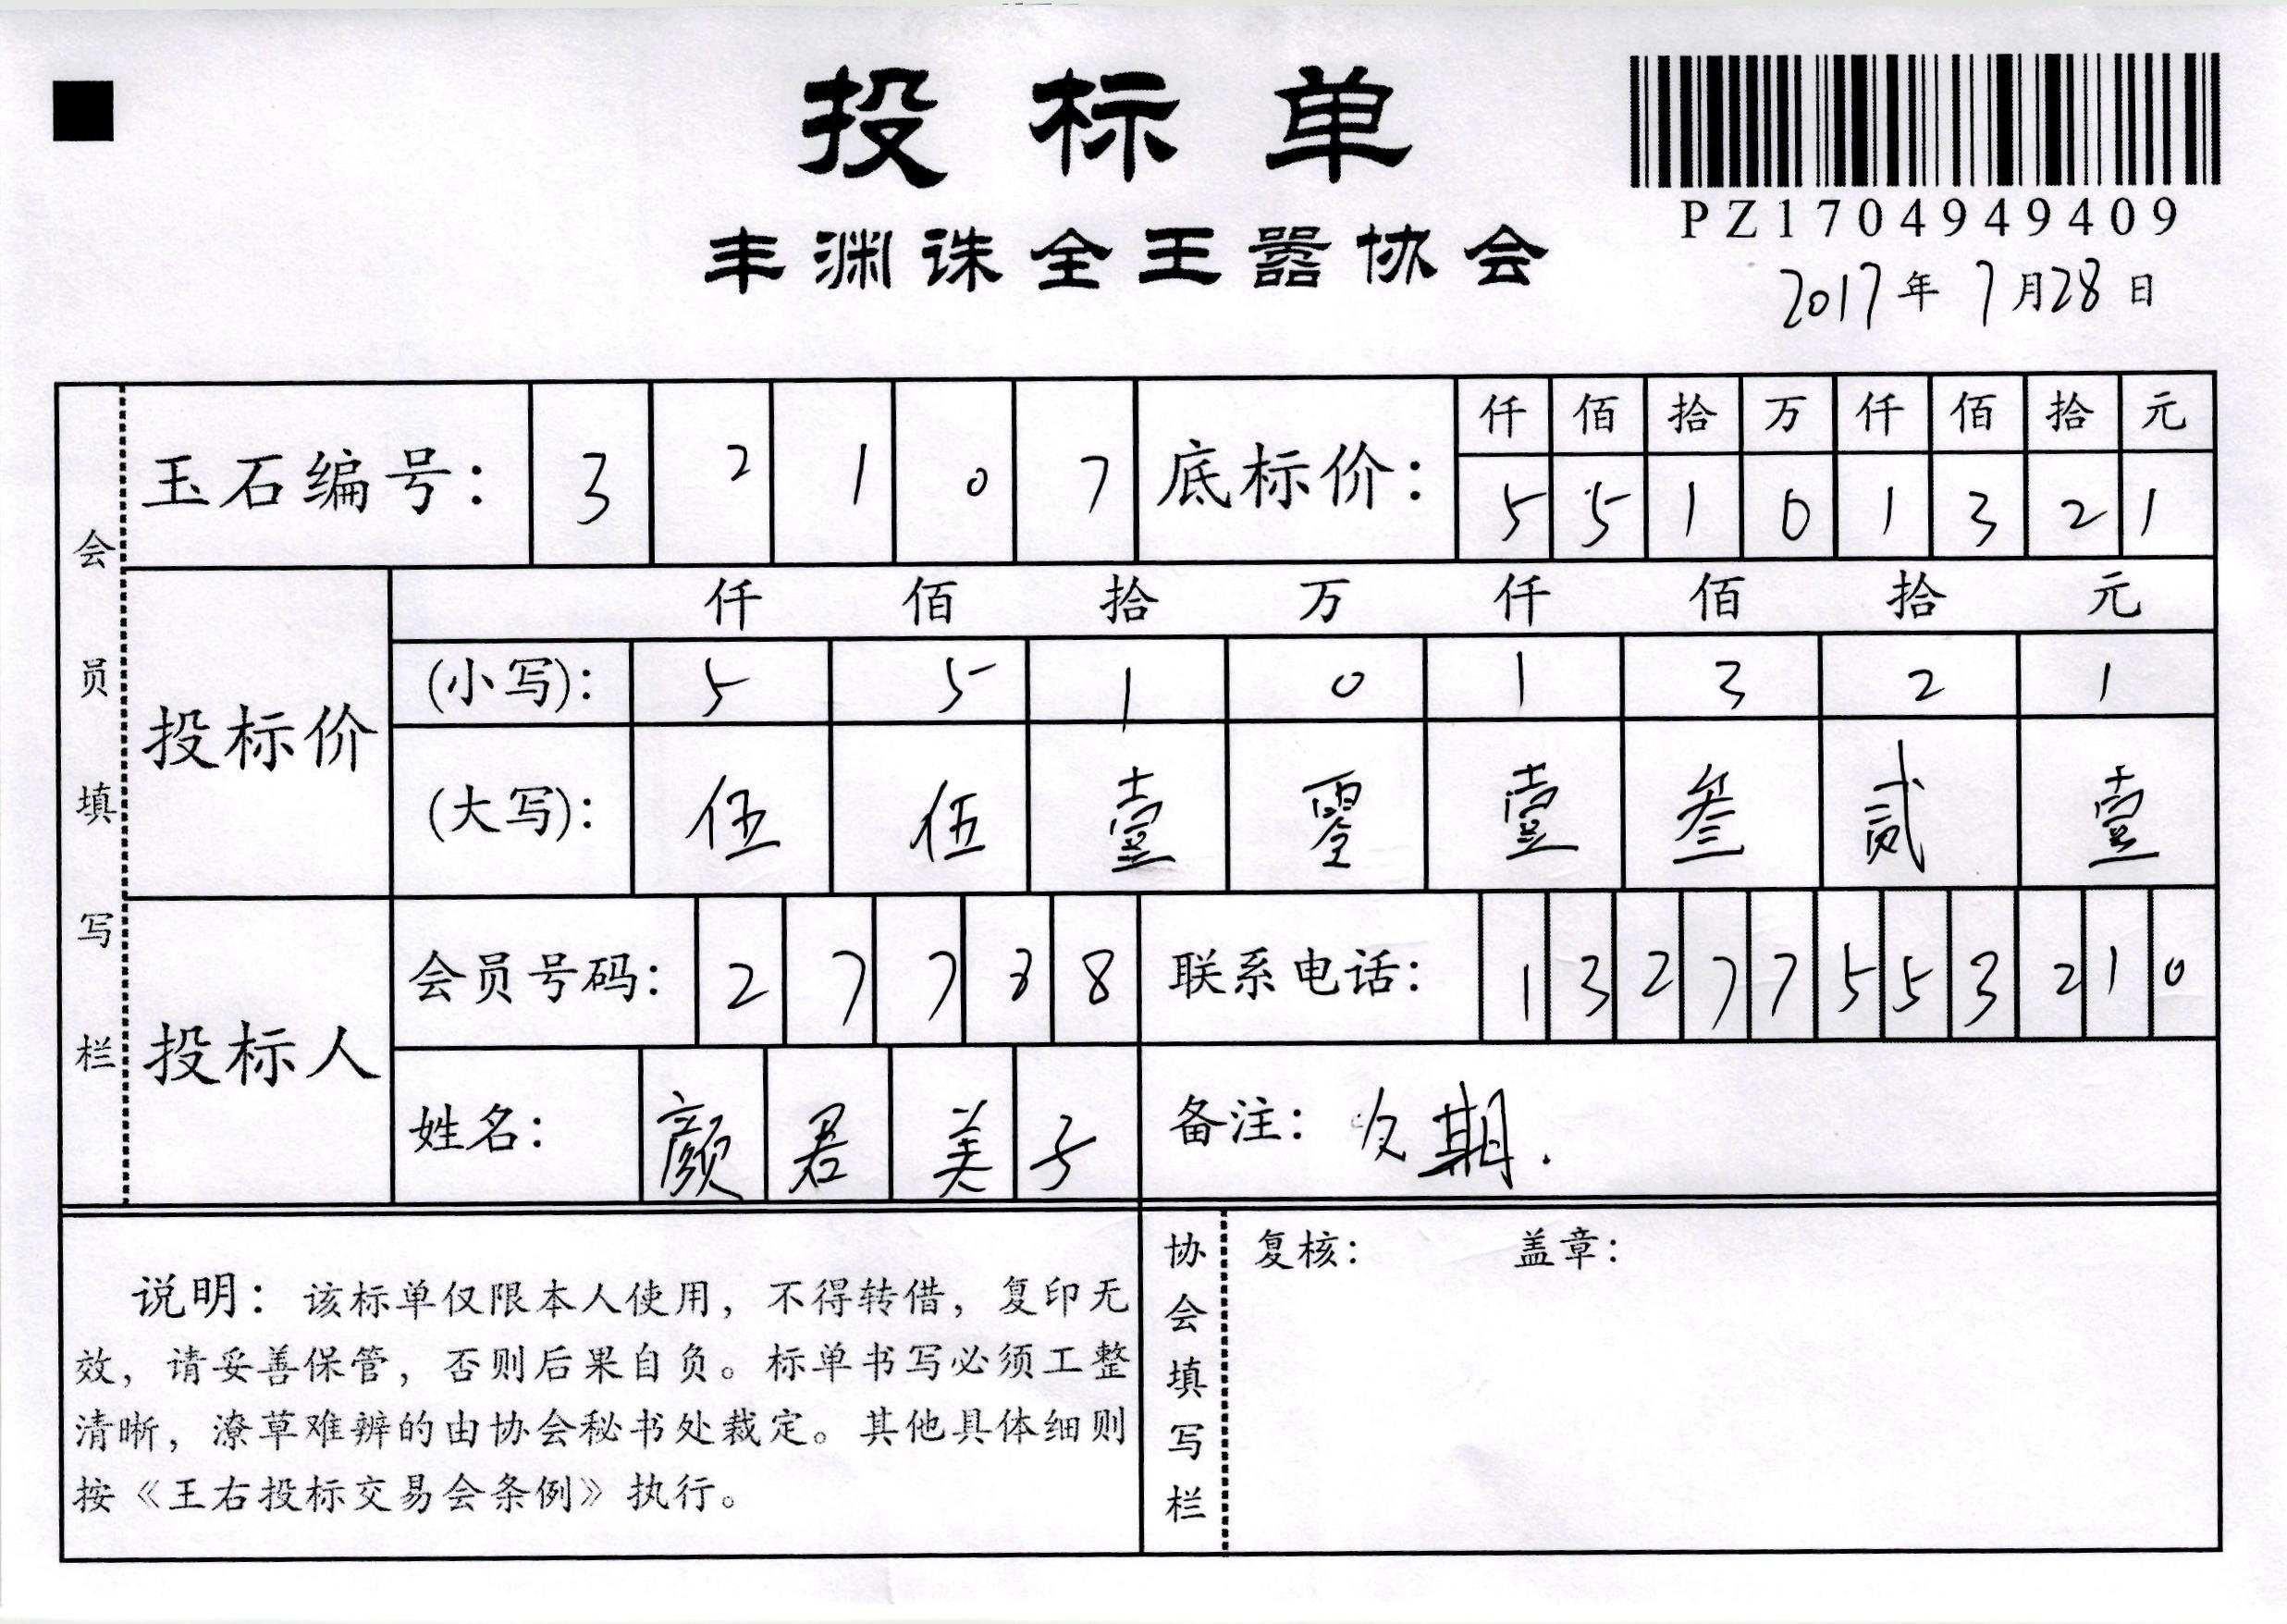 投标单
丰渊诛全王嚣协会
PZ1704949409
2017年7月28日
会员填写栏
玉石编号: 3 2 1 0 7
底标价: 仟 佰 拾 万 仟 佰 拾 元
5 5 1 0 1 3 2 1
投标价
仟 佰 拾 万 仟 佰 拾 元
(小写): 5 5 1 0 1 3 2 1
(大写): 伍 伍 壹 零 壹 叁 贰 壹
投标人
会员号码: 2 7 7 3 8
联系电话: 1 3 2 7 7 5 5 3 2 1 0
姓名: 颜 君 美 子
备注: 期.
说明: 该标单仅限本人使用, 不得转借, 复印无
效, 请妥善保管, 否则后果自负。标单书写必须工整
清晰, 潦草难辨的由协会秘书处裁定。其他具体细则
按《王右投标交易会条例》执行。
协会填写栏
复核: 盖章: